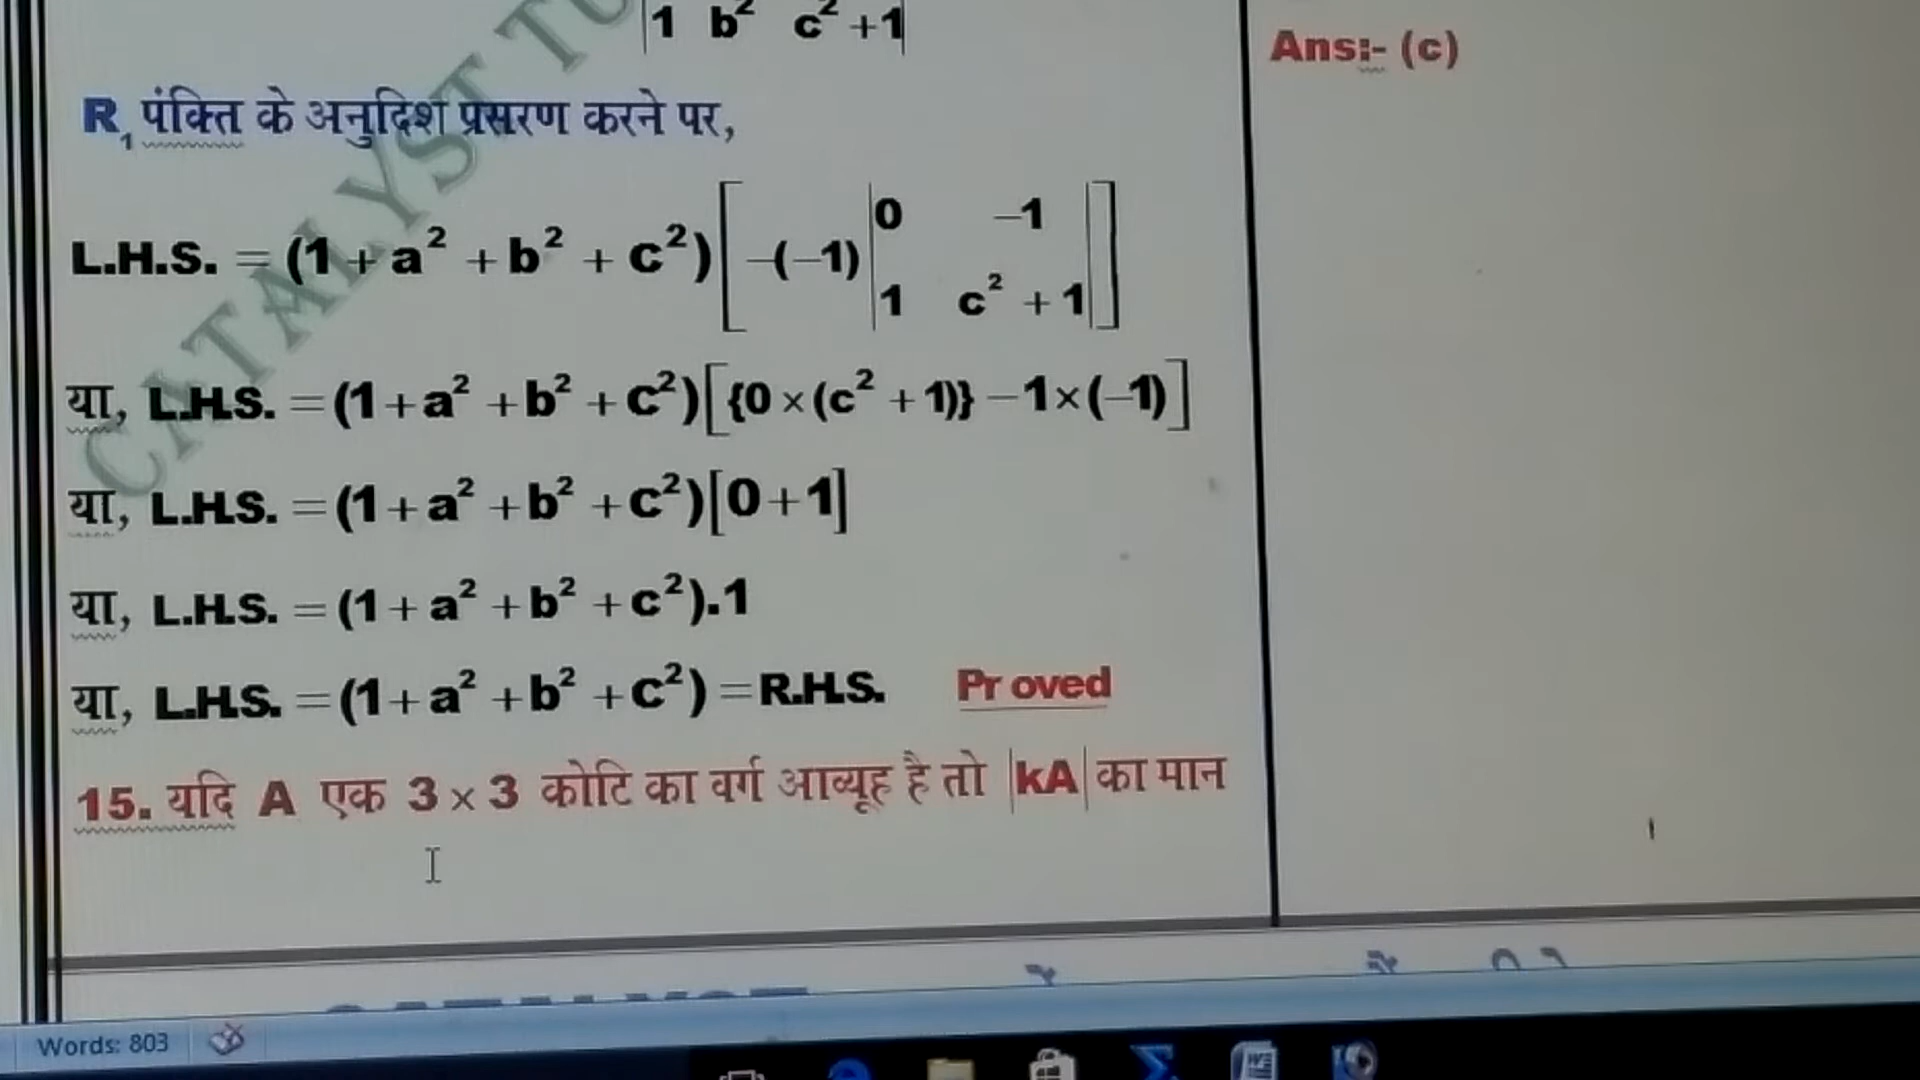 |1 b² c²+1|
R₁ पंक्ति के अनुदिश प्रसरण करने पर,
L.H.S. = (1+a² +b² +c²)[-(-1)|0 -1|
|1 c² +1|]
या, L.H.S. =(1+a² +b² +c²)[{0×(c² +1)}-1×(-1)]
या, L.H.S. =(1+a² +b² +c²)[0+1]
या, L.H.S. =(1+a² +b² +c²).1
या, L.H.S. =(1+a² +b² +c²)=R.H.S. Pr oved
15. यदि A एक 3×3 कोटि का वर्ग आव्यूह है तो |kA| का मान
Ans:- (c)
CATALYST TU
Words: 803